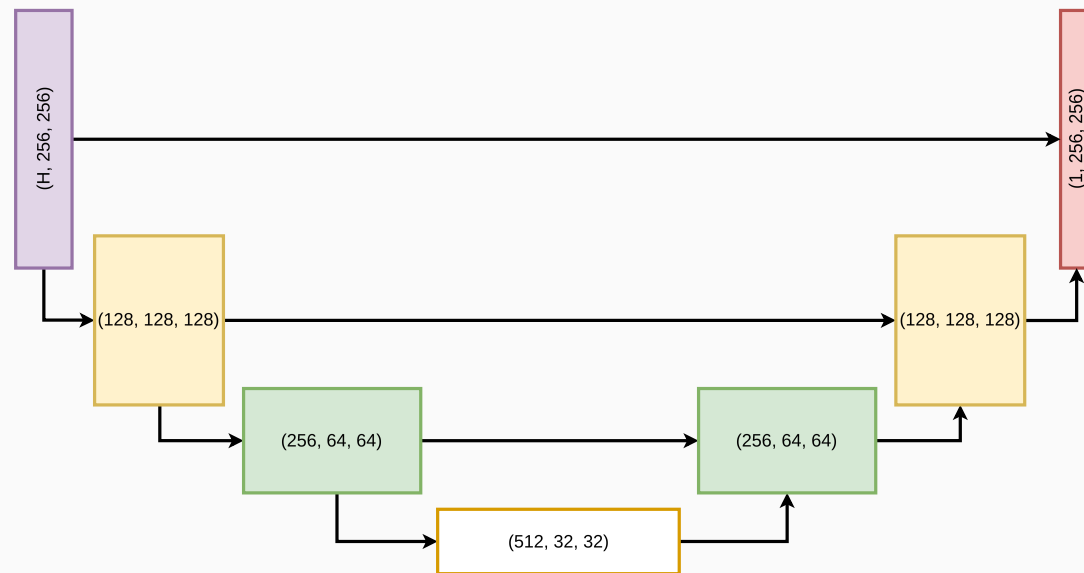 (H, 256, 256)
(1, 256, 256)
(128, 128, 128)
(128, 128, 128)
(256, 64, 64)
(256, 64, 64)
(512, 32, 32)